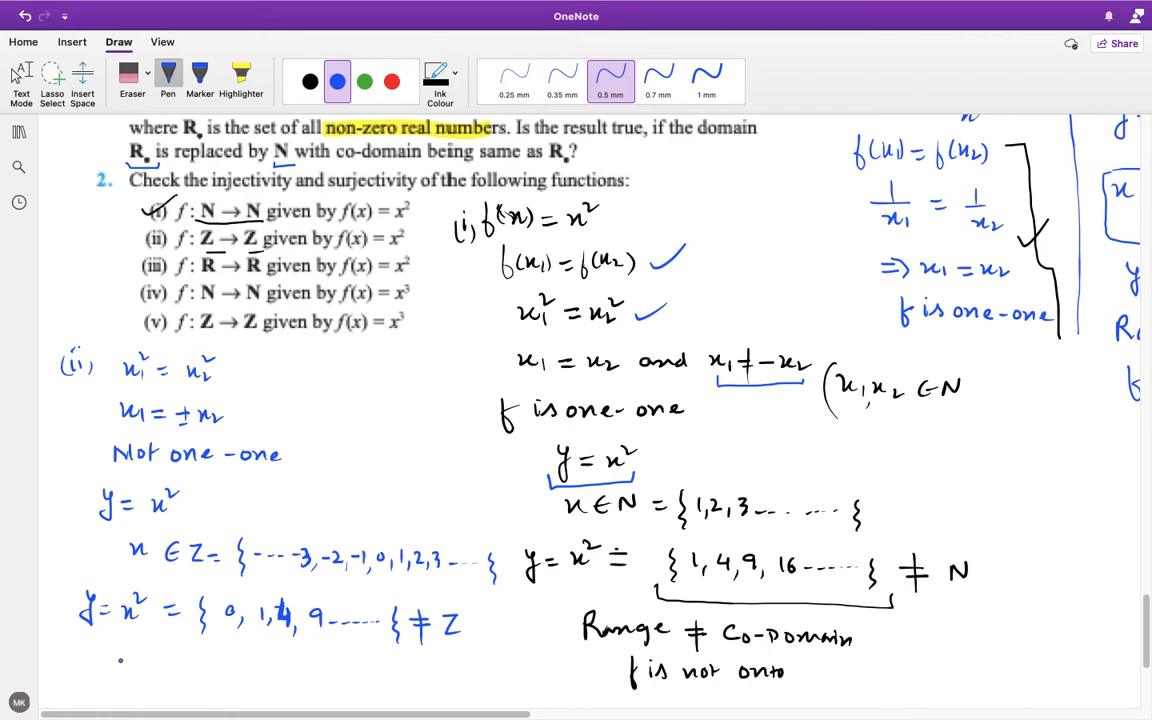 OneNote
Home Insert Draw View
Share
Text Mode
Lasso Select
Insert Space
Eraser
Pen
Marker
Highlighter
Ink Colour
0.25 mm 0.35 mm 0.5 mm 0.7 mm 1 mm
where R* is the set of all non-zero real numbers. Is the result true, if the domain
R* is replaced by N with co-domain being same as R*?
2. Check the injectivity and surjectivity of the following functions:
(i) f : N → N given by f(x) = x²
(ii) f : Z → Z given by f(x) = x²
(iii) f : R → R given by f(x) = x²
(iv) f : N → N given by f(x) = x³
(v) f : Z → Z given by f(x) = x³
(i) f(x) = x²
f(x₁) = f(x₂)
x₁² = x₂²
x₁ = x₂ and x₁ ≠ -x₂ (x₁, x₂ ∈ N
f is one-one
y = x²
x ∈ N = {1, 2, 3 ........ }
y = x² = {1, 4, 9, 16 ...... } ≠ N
Range ≠ Co-Domain
f is not onto
(ii) x₁² = x₂²
x₁ = ± x₂
Not one-one
y = x²
x ∈ Z = { .... -3, -2, -1, 0, 1, 2, 3 .... }
y = x² = { 0, 1, 4, 9 ...... } ≠ Z
f(x₁) = f(x₂)
1/x₁ = 1/x₂
⇒ x₁ = x₂
f is one-one
MK